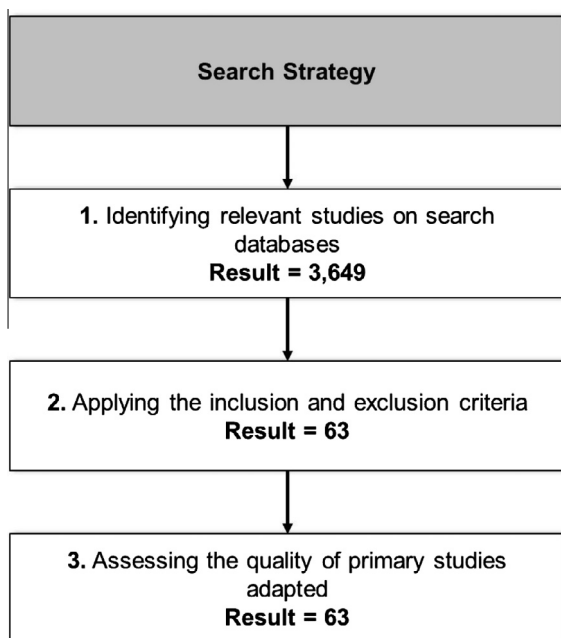 Search Strategy
1. Identifying relevant studies on search
databases
Result = 3,649
2. Applying the inclusion and exclusion criteria
Result = 63
3. Assessing the quality of primary studies
adapted
Result = 63